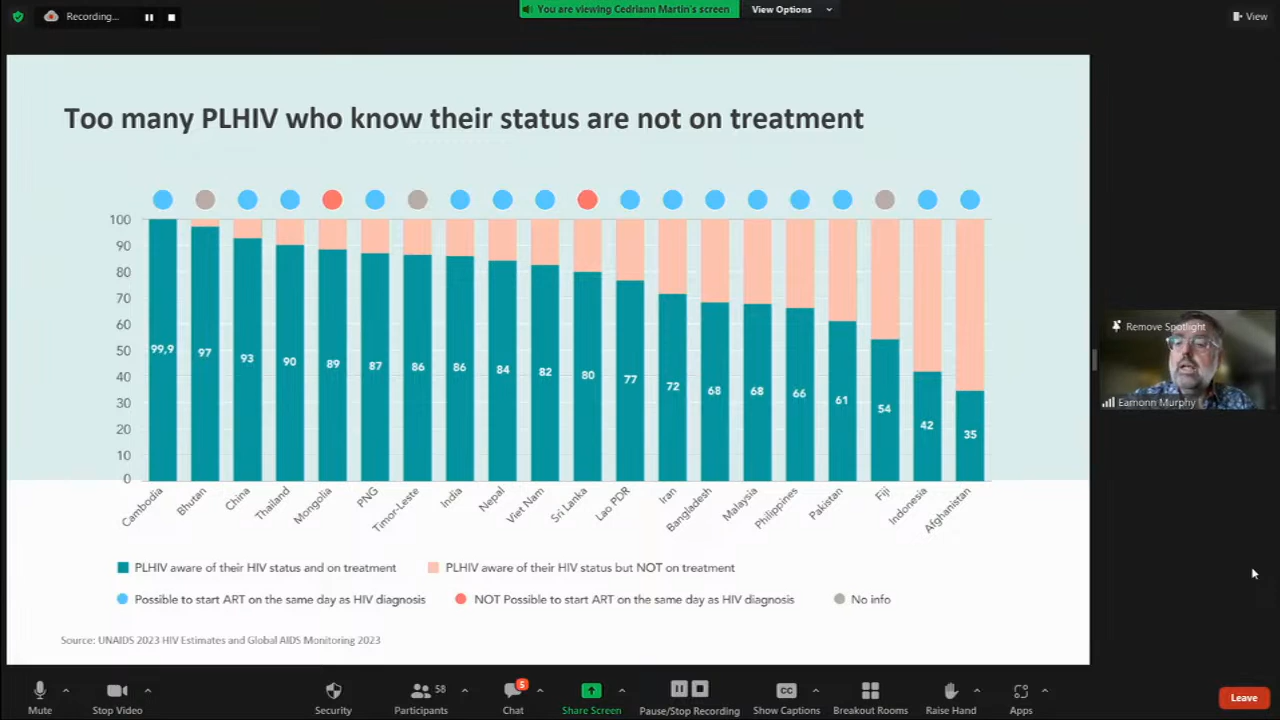 Recording...
You are viewing Cedriann Martin's screen
View Options
View
Too many PLHIV who know their status are not on treatment
100
90
80
70
60
50
40
30
20
10
0
99,9
97
93
90
89
87
86
86
84
82
80
77
72
68
68
66
61
54
42
35
Cambodia
Bhutan
China
Thailand
Mongolia
PNG
Timor-Leste
India
Nepal
Viet Nam
Sri Lanka
Lao PDR
Iran
Bangladesh
Malaysia
Philippines
Pakistan
Fiji
Indonesia
Afghanistan
PLHIV aware of their HIV status and on treatment
PLHIV aware of their HIV status but NOT on treatment
Possible to start ART on the same day as HIV diagnosis
NOT Possible to start ART on the same day as HIV diagnosis
No info
Source: UNAIDS 2023 HIV Estimates and Global AIDS Monitoring 2023
Remove Spotlight
Eamonn Murphy
Mute
Stop Video
Security
58
Participants
5
Chat
Share Screen
Pause/Stop Recording
CC
Show Captions
Breakout Rooms
Raise Hand
Apps
Leave